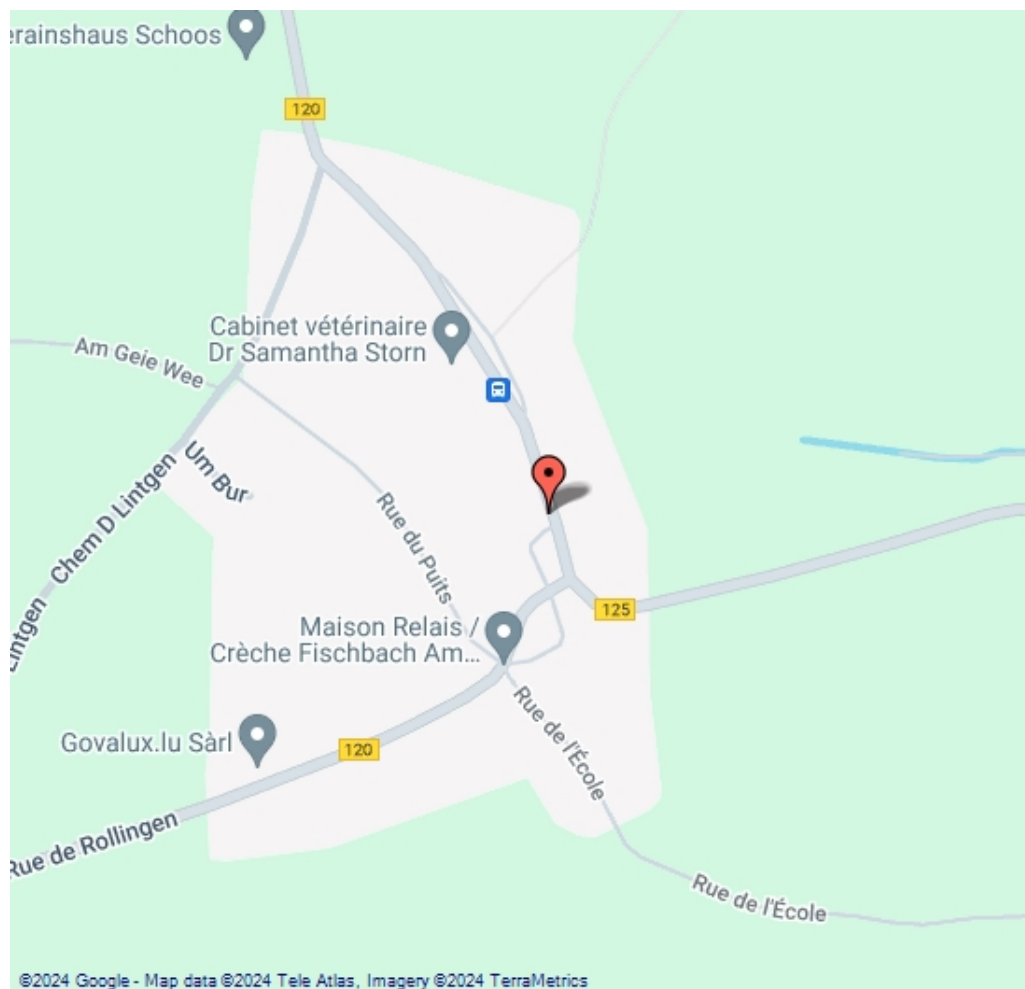 erainshaus Schoos
120
Cabinet vétérinaire
Dr Samantha Storn
Am Geie Wee
Um Bur
Chem D Lintgen
Rue du Puits
Lintgen
125
Maison Relais /
Crèche Fischbach Am...
Rue de l'École
Govalux.lu Sàrl
120
Rue de Rollingen
Rue de l'École
©2024 Google - Map data ©2024 Tele Atlas, Imagery ©2024 TerraMetrics